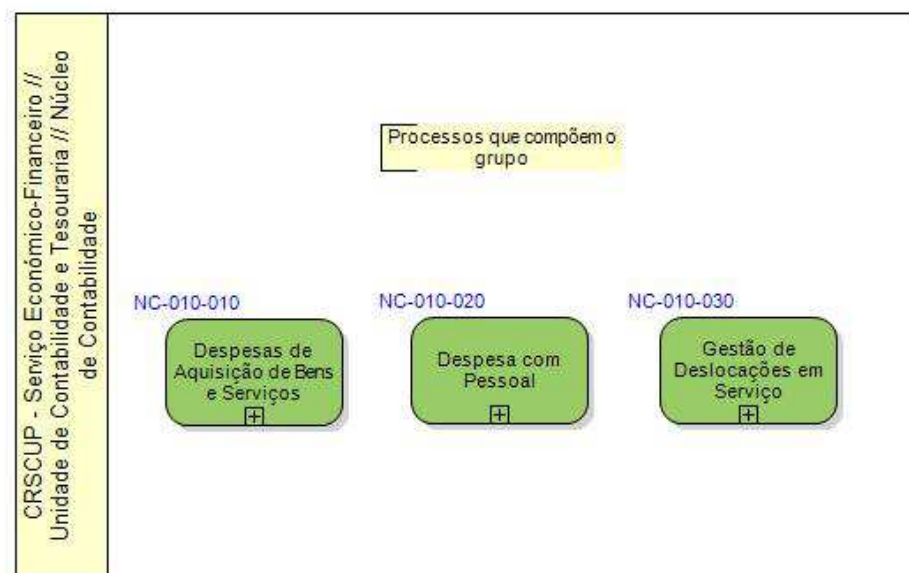 CRSCUP - Serviço Económico-Financeiro //
Unidade de Contabilidade e Tesouraria // Núcleo
de Contabilidade
Processos que compõem o
grupo
NC-010-010
Despesas de
Aquisição de Bens
e Serviços
NC-010-020
Despesa com
Pessoal
NC-010-030
Gestão de
Deslocações em
Serviço